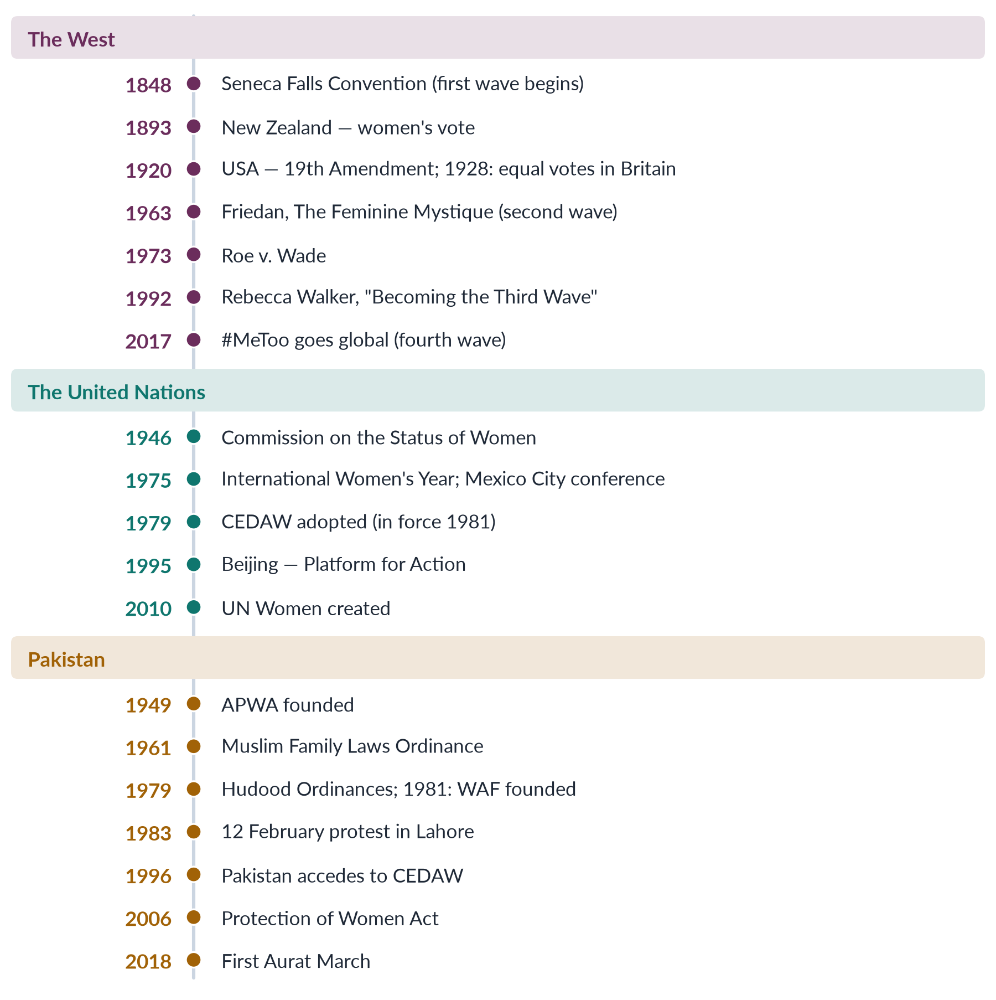 The West
1848 Seneca Falls Convention (first wave begins)
1893 New Zealand — women's vote
1920 USA — 19th Amendment; 1928: equal votes in Britain
1963 Friedan, The Feminine Mystique (second wave)
1973 Roe v. Wade
1992 Rebecca Walker, "Becoming the Third Wave"
2017 #MeToo goes global (fourth wave)
The United Nations
1946 Commission on the Status of Women
1975 International Women's Year; Mexico City conference
1979 CEDAW adopted (in force 1981)
1995 Beijing — Platform for Action
2010 UN Women created
Pakistan
1949 APWA founded
1961 Muslim Family Laws Ordinance
1979 Hudood Ordinances; 1981: WAF founded
1983 12 February protest in Lahore
1996 Pakistan accedes to CEDAW
2006 Protection of Women Act
2018 First Aurat March